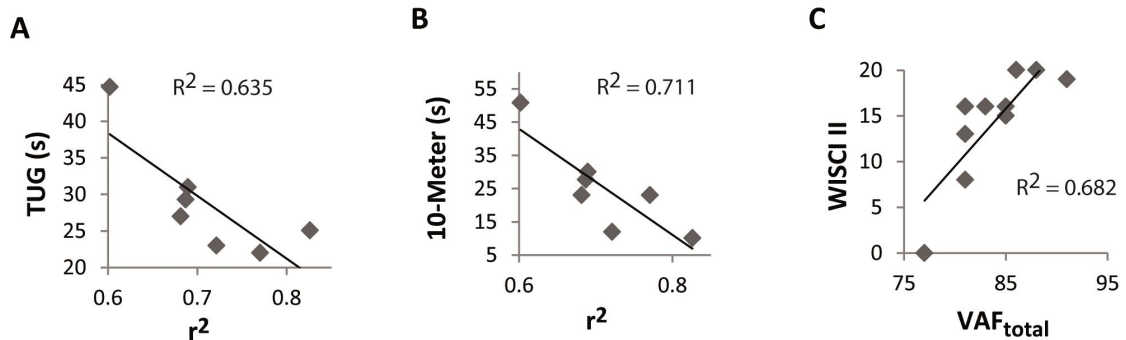 A
R² = 0.635
TUG (s)
45
40
35
30
25
20
0.6
0.7
0.8
r²
B
R² = 0.711
10-Meter (s)
55
45
35
25
15
5
0.6
0.7
0.8
r²
C
R² = 0.682
WISCI II
20
15
10
5
0
75
85
95
VAFtotal